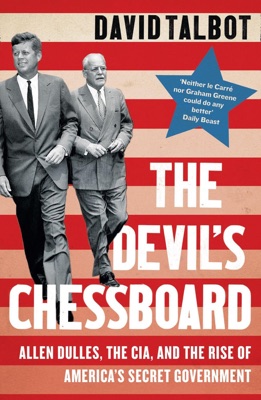 DAVID TALBOT
'Neither le Carré
nor Graham Greene
could do any
better'
Daily Beast
THE
DEVIL'S
CHESSBOARD
ALLEN DULLES, THE CIA, AND THE RISE OF
AMERICA'S SECRET GOVERNMENT